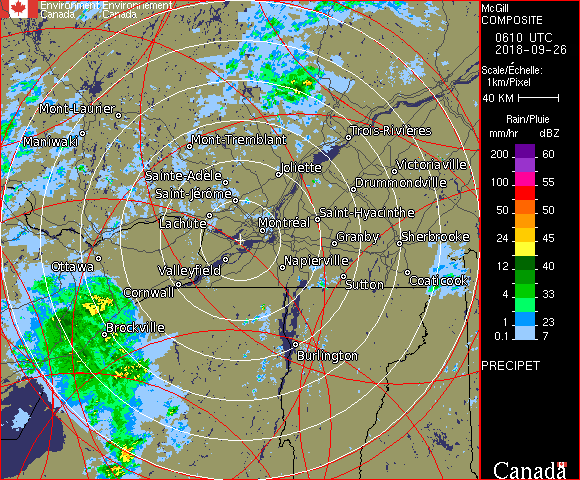 Environment Environnement
Canada Canada
McGill
COMPOSITE
0610 UTC
2018-09-26
Scale/Échelle:
1km/Pixel
40 KM
Rain/Pluie
mm/hr dBZ
200 60
100 55
50 50
24 45
12 40
4 33
1 23
0.1 7
PRECIPET
Canada
Mont-Laurier
Maniwaki
Mont-Tremblant
Trois-Rivières
Sainte-Adèle
Joliette
Victoriaville
Saint-Jérôme
Drummondville
Lachute
Montréal
Saint-Hyacinthe
Granby
Sherbrooke
Ottawa
Valleyfield
Napierville
Cornwall
Sutton
Coaticook
Brockville
Burlington